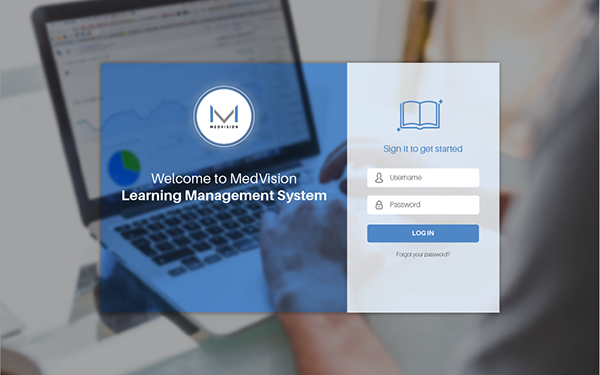 MEDVISION
Welcome to MedVision
Learning Management System
Sign it to get started
Username
Password
LOG IN
Forgot your password?